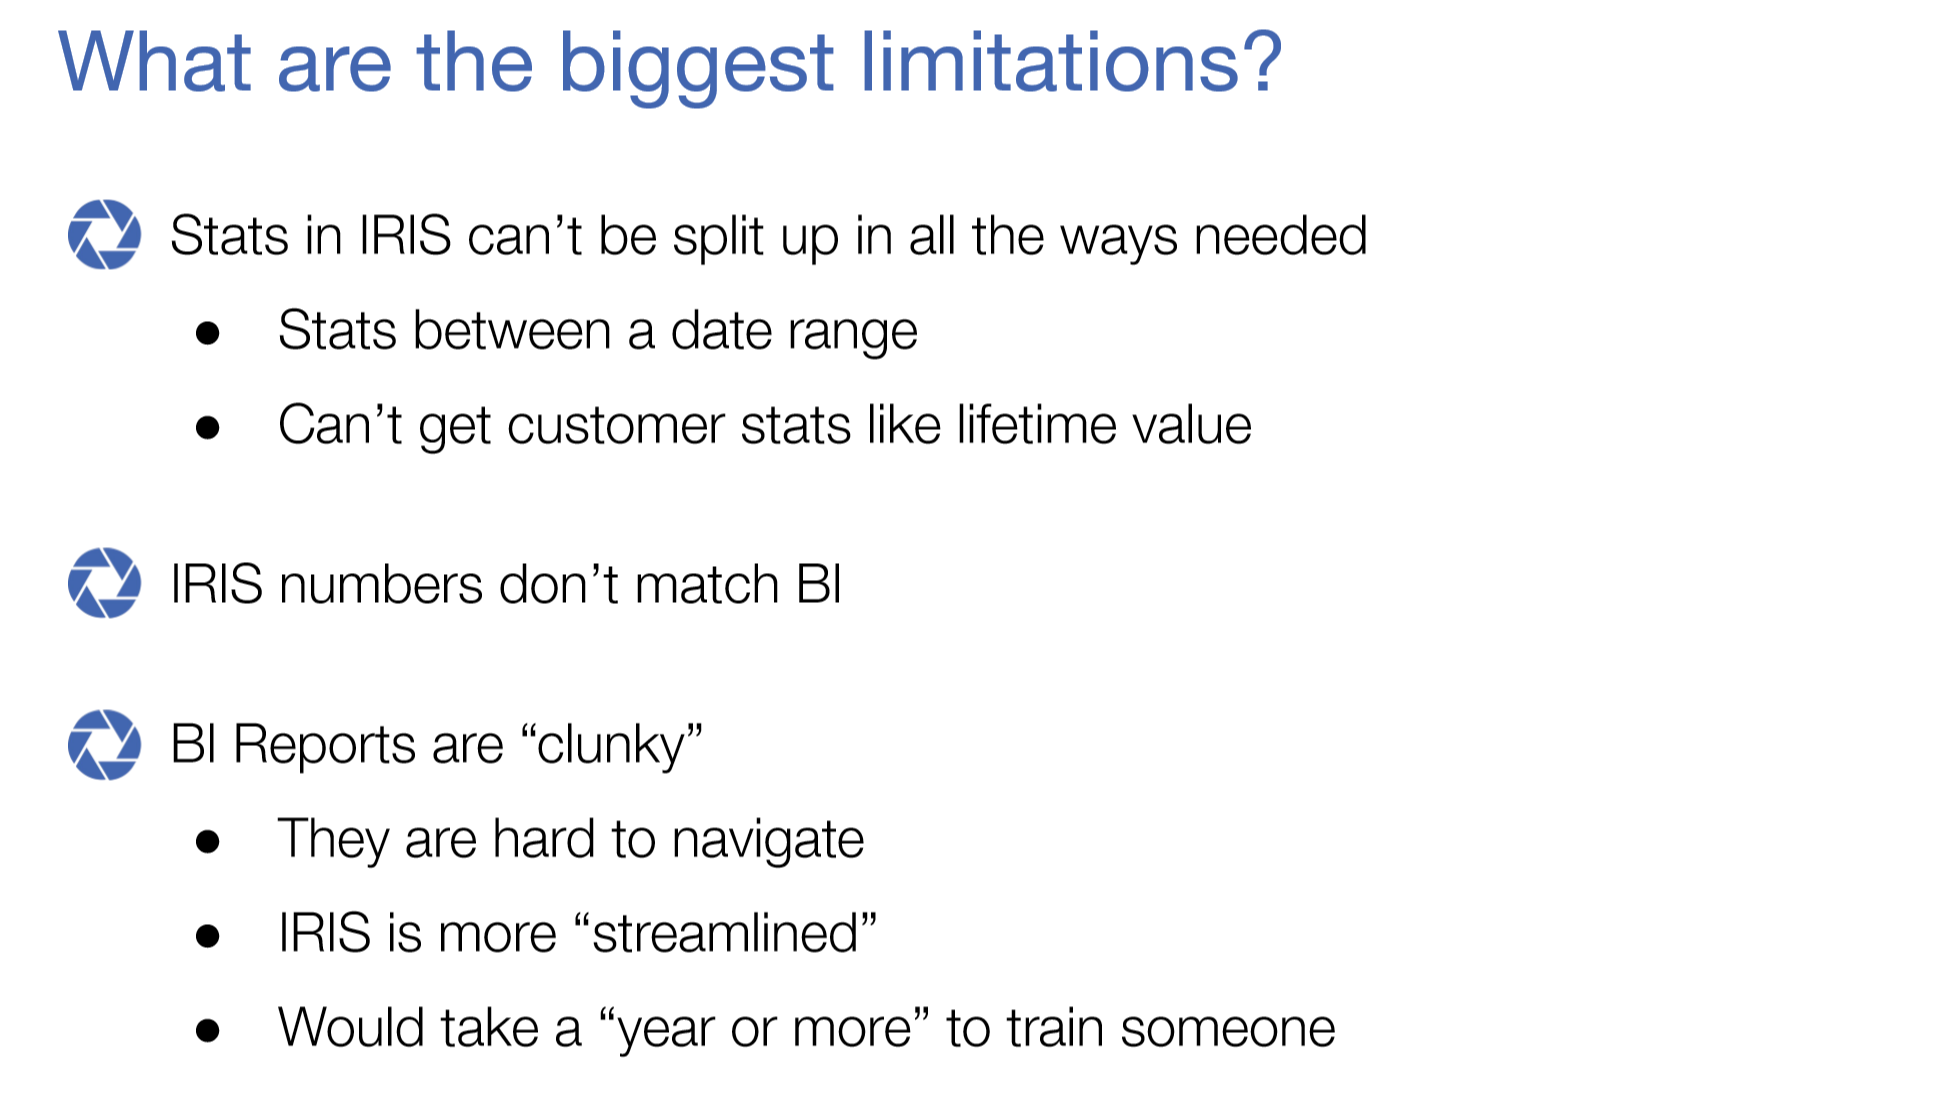 What are the biggest limitations?
Stats in IRIS can’t be split up in all the ways needed
● Stats between a date range
● Can’t get customer stats like lifetime value
IRIS numbers don’t match BI
BI Reports are “clunky”
● They are hard to navigate
● IRIS is more “streamlined”
● Would take a “year or more” to train someone